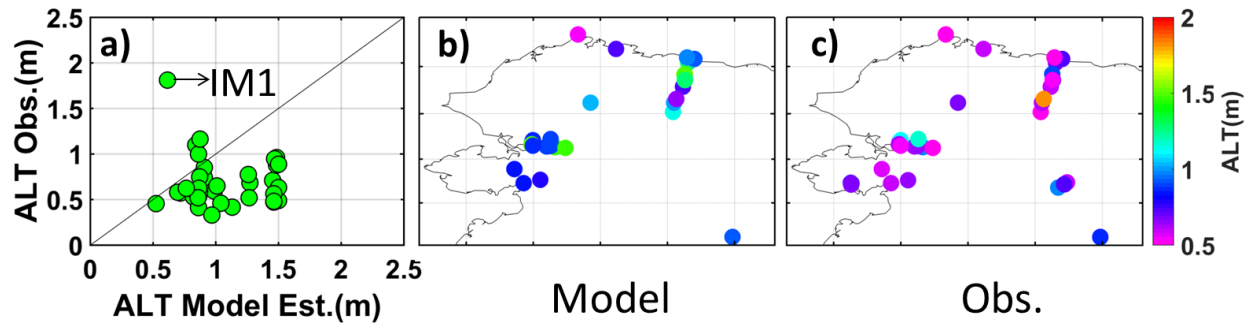 a)
IM1
ALT Obs.(m)
2.5
2
1.5
1
0.5
0
0 0.5 1 1.5 2 2.5
ALT Model Est.(m)
b)
Model
c)
Obs.
2
1.5
1
0.5
ALT(m)